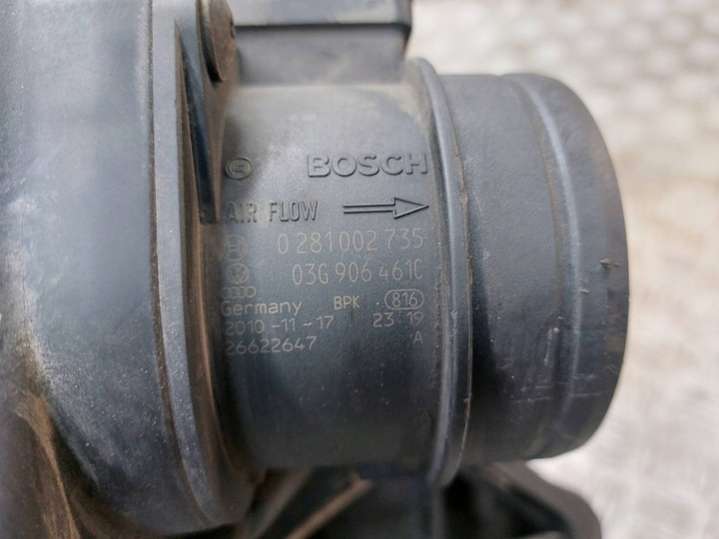 BOSCH
AIR FLOW
0 281 002 735
03G 906 461C
Germany BPK 816
2010-11-17 23 19
26622647 A